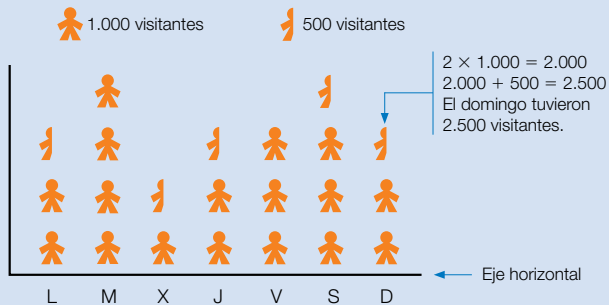 1.000 visitantes
500 visitantes
2 × 1.000 = 2.000
2.000 + 500 = 2.500
El domingo tuvieron
2.500 visitantes.
Eje horizontal
L M X J V S D